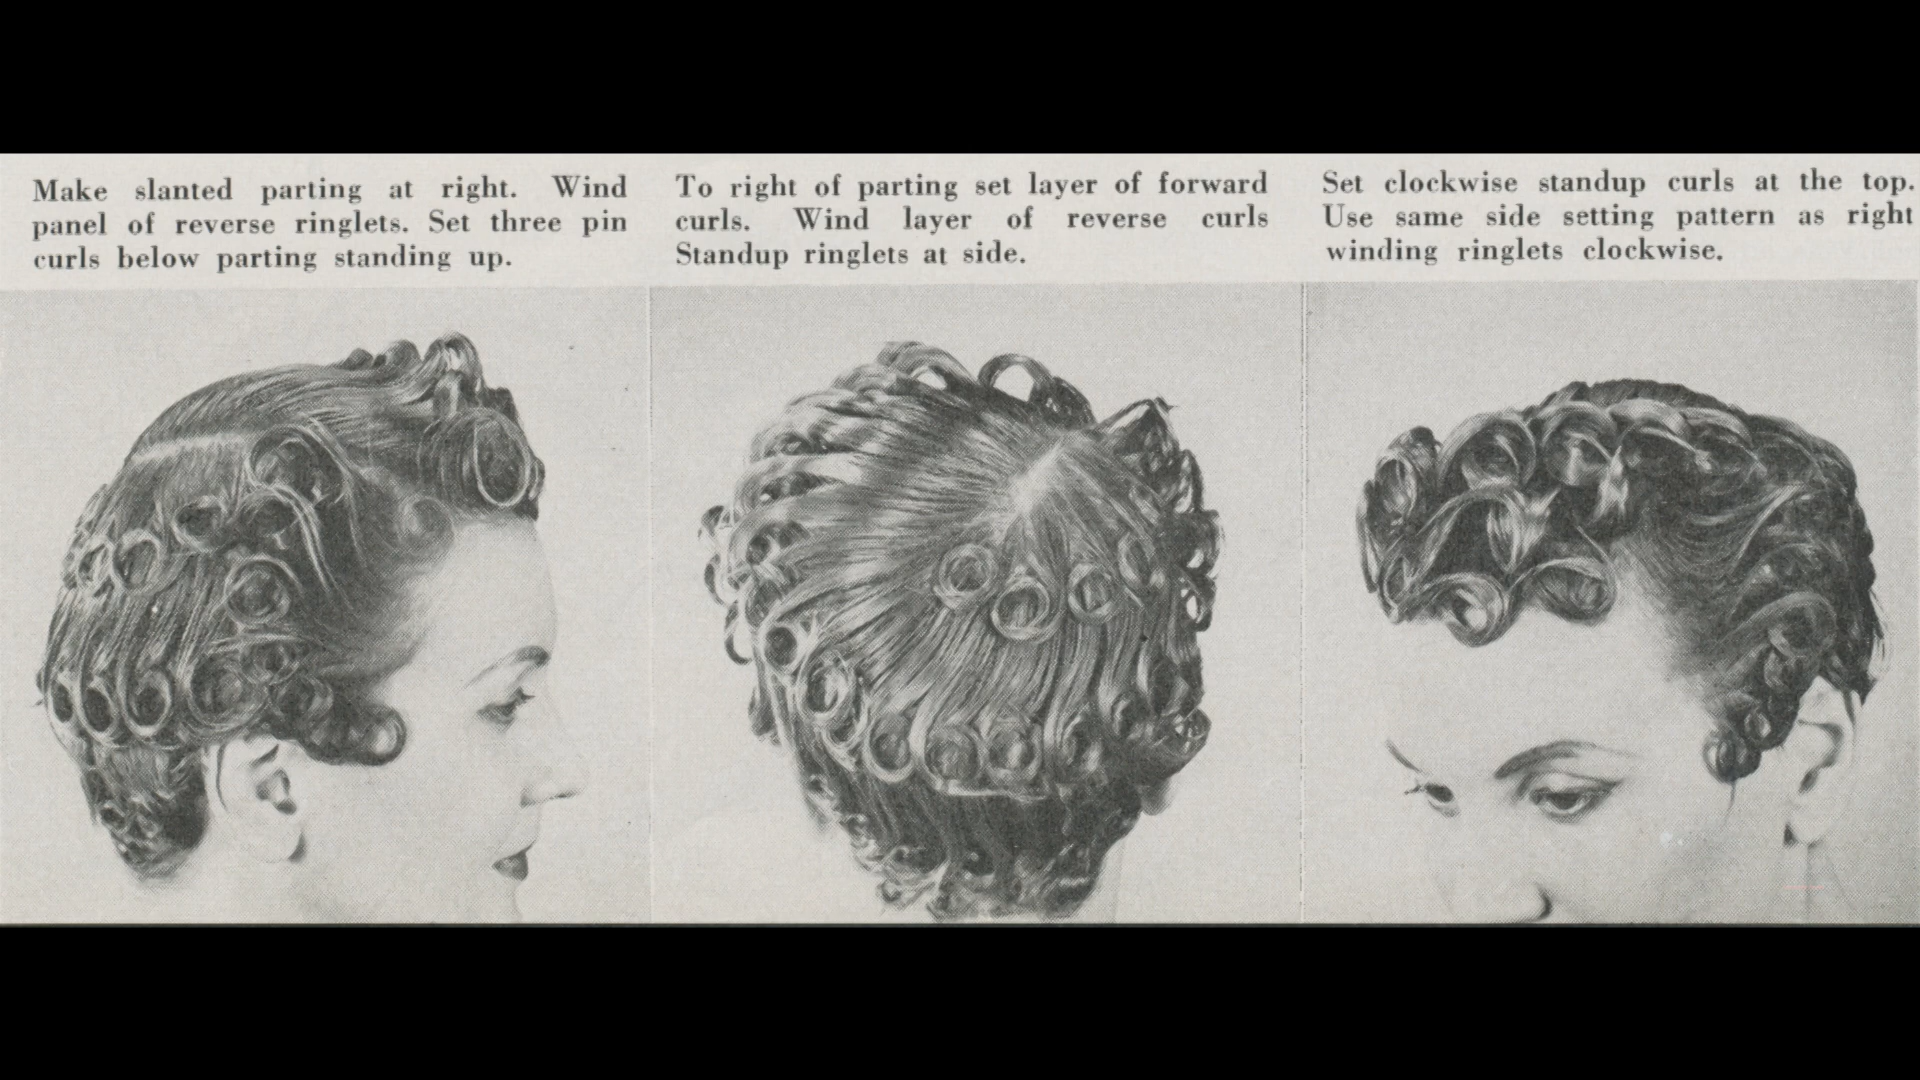 Make slanted parting at right. Wind
panel of reverse ringlets. Set three pin
curls below parting standing up.
To right of parting set layer of forward
curls. Wind layer of reverse curls
Standup ringlets at side.
Set clockwise standup curls at the top.
Use same side setting pattern as right
winding ringlets clockwise.